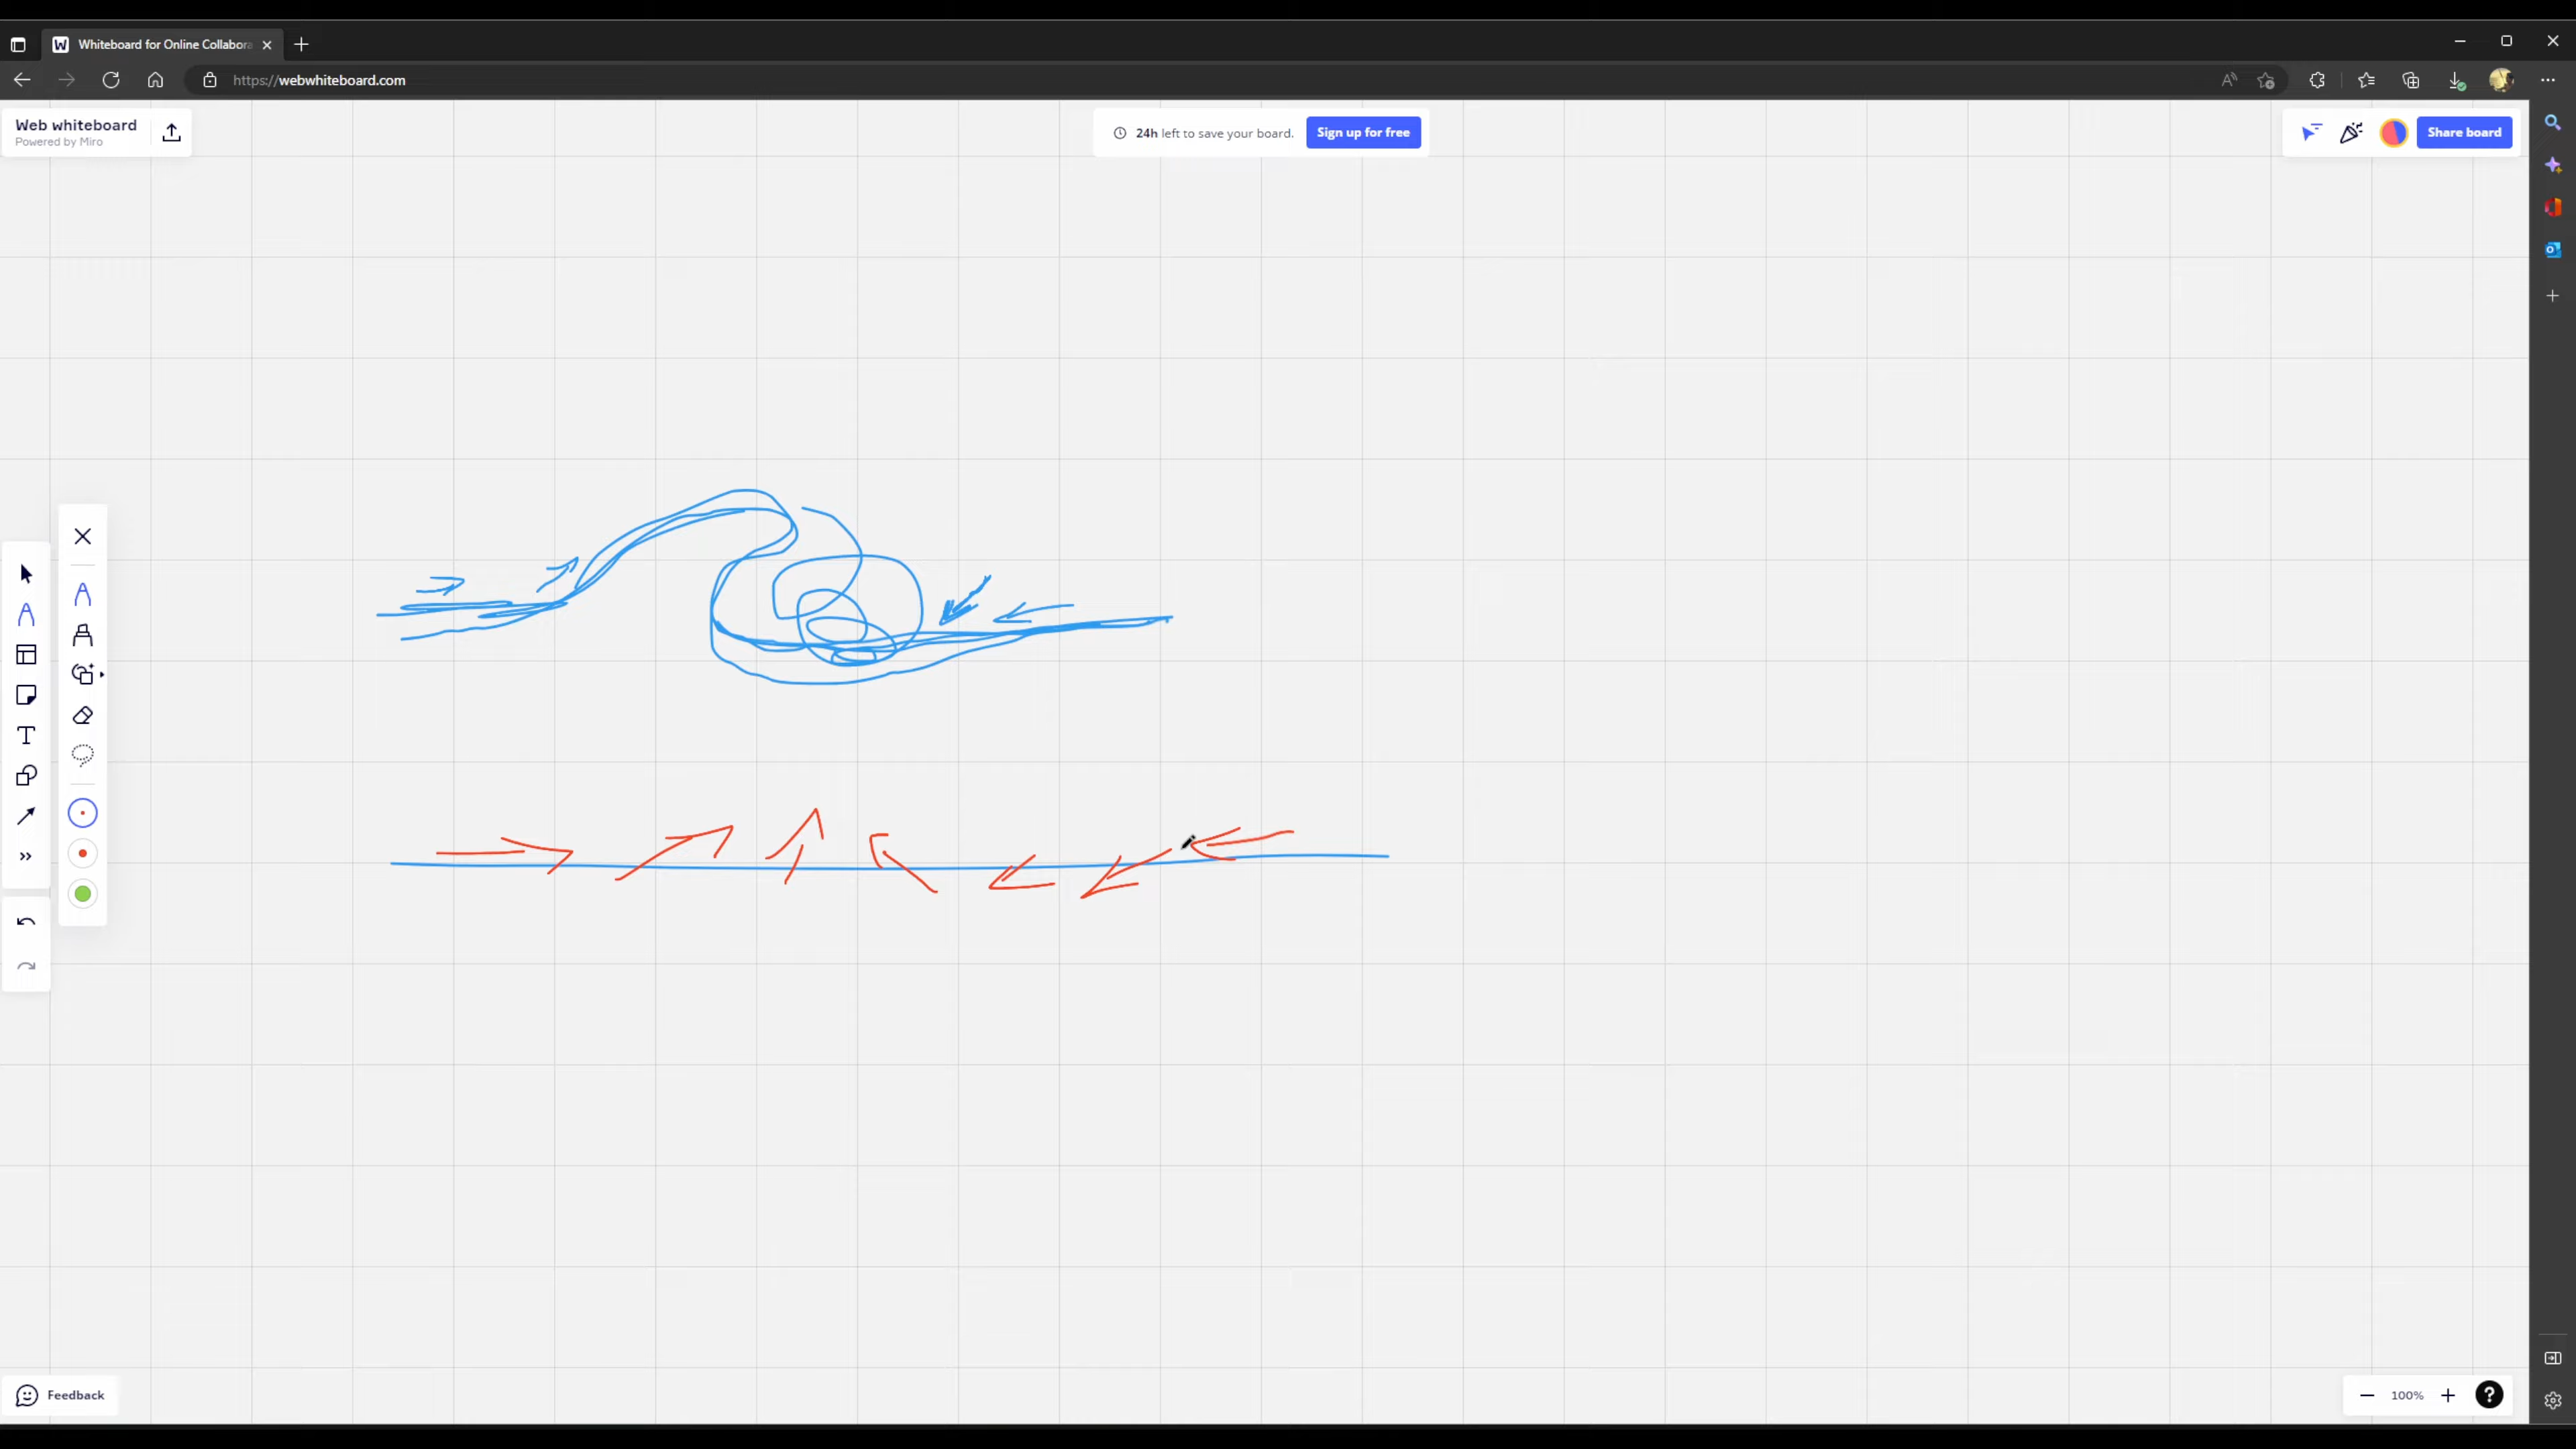 Whiteboard for Online Collabora
https://webwhiteboard.com
Web whiteboard
Powered by Miro
24h left to save your board.
Sign up for free
Share board
T
Feedback
100%
?